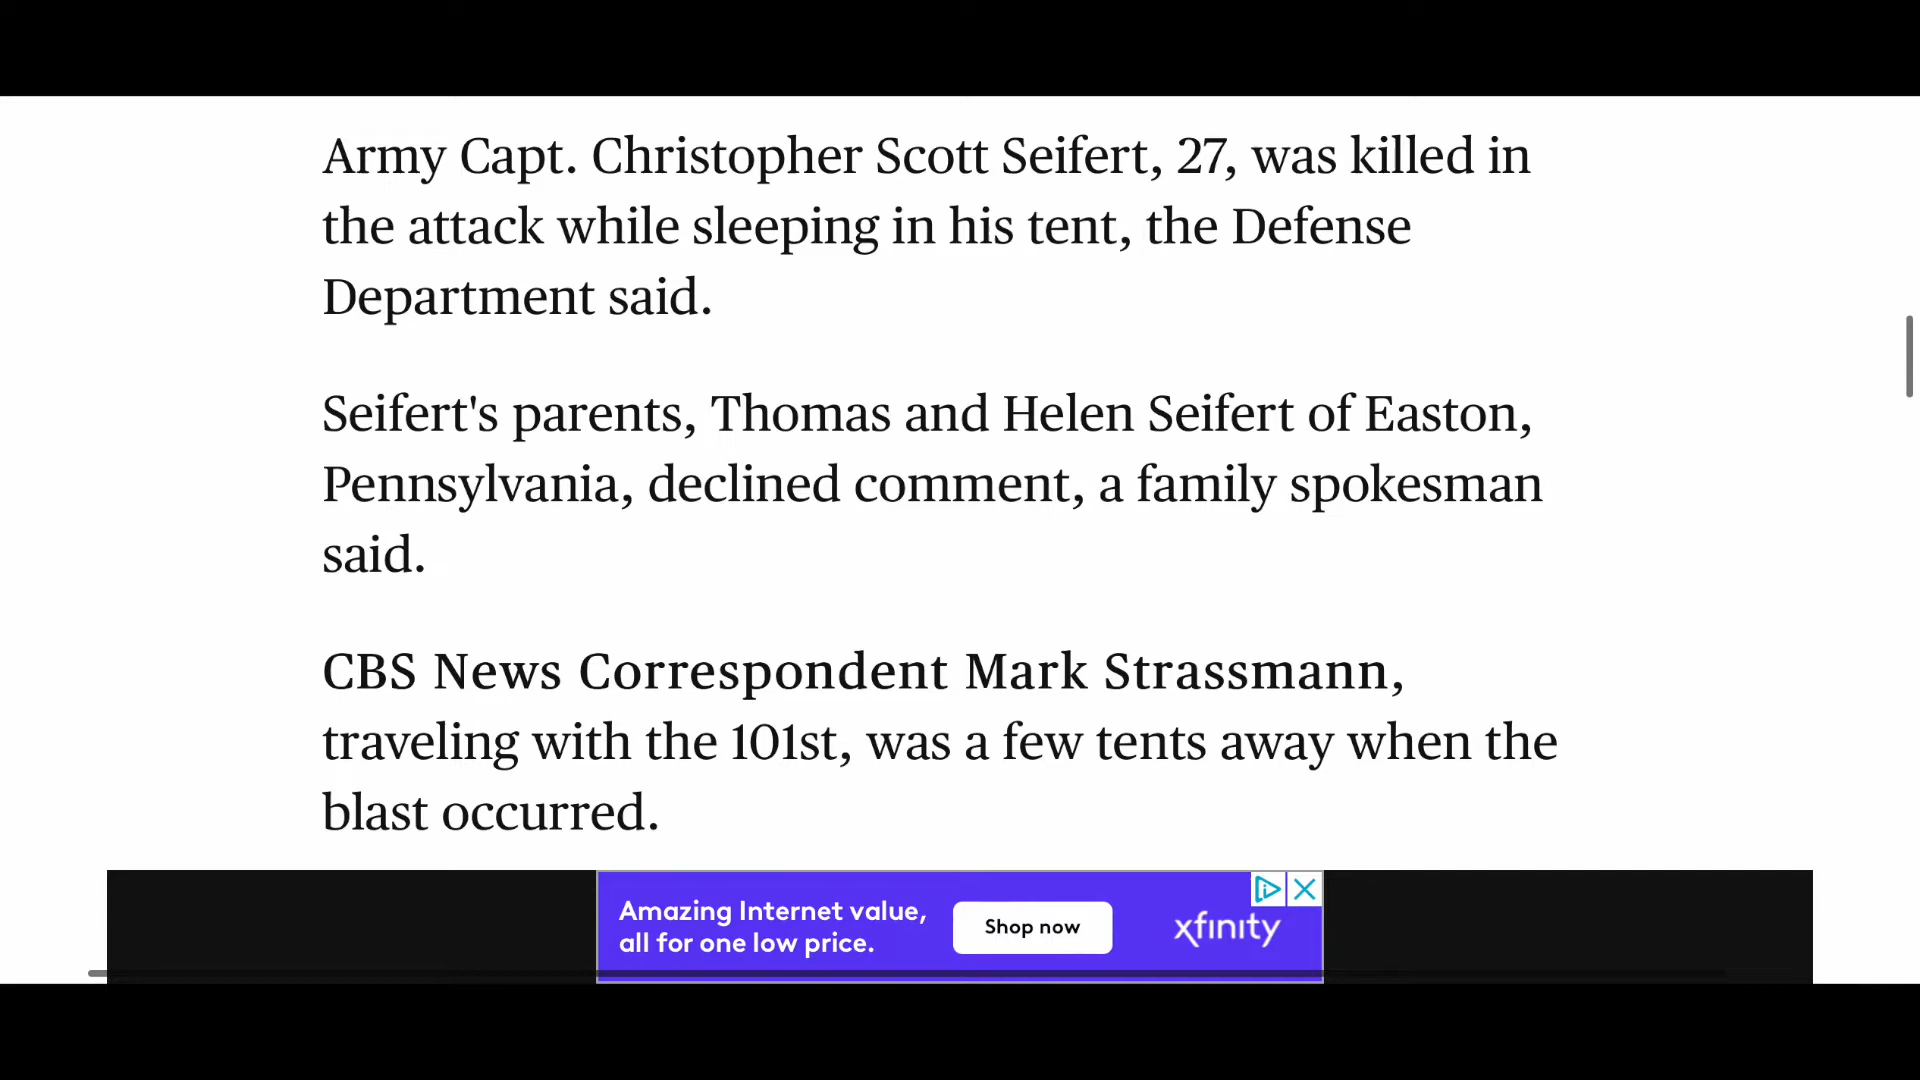 Army Capt. Christopher Scott Seifert, 27, was killed in
the attack while sleeping in his tent, the Defense
Department said.
Seifert's parents, Thomas and Helen Seifert of Easton,
Pennsylvania, declined comment, a family spokesman
said.
CBS News Correspondent Mark Strassmann,
traveling with the 101st, was a few tents away when the
blast occurred.
Amazing Internet value,
all for one low price.
Shop now
xfinity